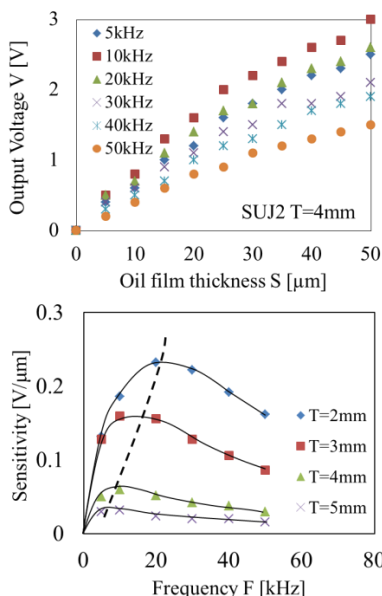 3
2
1
0
Output Voltage V [V]
5kHz
10kHz
20kHz
30kHz
40kHz
50kHz
SUJ2 T=4mm
0 10 20 30 40 50
Oil film thickness S [µm]
0.3
0.2
0.1
0
Sensitivity [V/µm]
T=2mm
T=3mm
T=4mm
T=5mm
0 20 40 60 80
Frequency F [kHz]